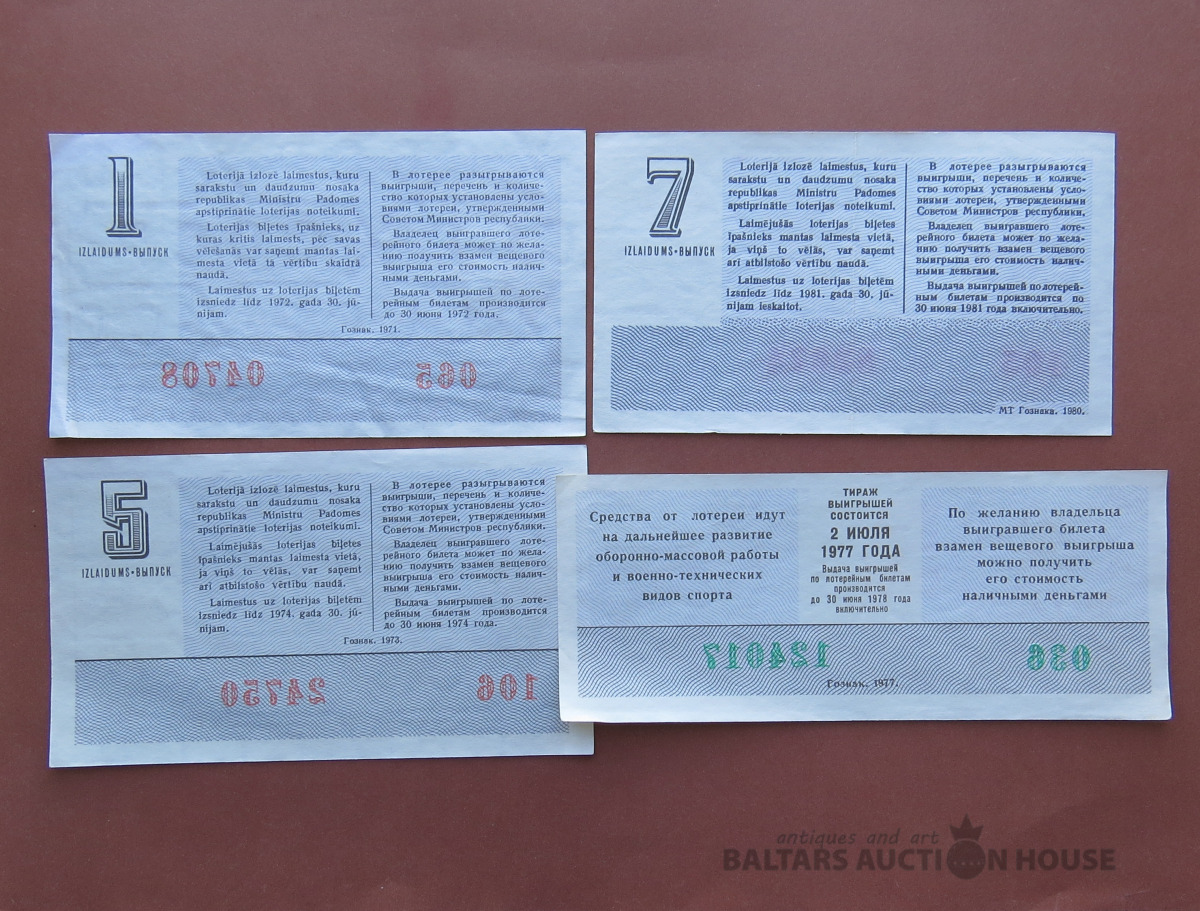 1
IZLAIDUMS•ВЫПУСК
Loterijā izlozē laimestus, kuru
sarakstu un daudzumu nosaka
republikas Ministru Padomes
apstiprinātie loterijas noteikumi.
Loterijas biļetes īpašnieks, uz
kuras kritis laimests, pēc savas
vēlēšanās var saņemt mantas lai-
mesta vietā tā vērtību skaidrā
naudā.
Laimestus uz loterijas biļetēm
izsniedz līdz 1972. gada 30. jū-
nijam.
В лотерее разыгрываются
выигрыши, перечень и количе-
ство которых установлены усло-
виями лотереи, утвержденными
Советом Министров республики.
Владелец выигравшего лоте-
рейного билета может по жела-
нию получить взамен вещевого
выигрыша его стоимость налич-
ными деньгами.
Выдача выигрышей по лоте-
рейным билетам производится
до 30 июня 1972 года.
Гознак. 1971.
04708
065
7
IZLAIDUMS•ВЫПУСК
Loterijā izlozē laimestus, kuru
sarakstu un daudzumu nosaka
republikas Ministru Padomes
apstiprinātie loterijas noteikumi.
Laimējušās loterijas biļetes
īpašnieks mantas laimesta vietā,
ja viņš to vēlās, var saņemt
arī atbilstošo vērtību naudā.
Laimestus uz loterijas biļetēm
izsniedz līdz 1981. gada 30. jū-
nijam ieskaitot.
В лотерее разыгрываются
выигрыши, перечень и количе-
ство которых установлены усло-
виями лотереи, утвержденными
Советом Министров республики.
Владелец выигравшего лоте-
рейного билета может по жела-
нию получить взамен вещевого
выигрыша его стоимость налич-
ными деньгами.
Выдача выигрышей по лотерей-
ным билетам производится по
30 июня 1981 года включительно.
МТ Гознака. 1980.
5
IZLAIDUMS•ВЫПУСК
Loterijā izlozē laimestus, kuru
sarakstu un daudzumu nosaka
republikas Ministru Padomes
apstiprinātie loterijas noteikumi.
Laimējušās loterijas biļetes
īpašnieks mantas laimesta vietā,
ja viņš to vēlās, var saņemt
arī atbilstošo vērtību naudā.
Laimestus uz loterijas biļetēm
izsniedz līdz 1974. gada 30. jū-
nijam.
В лотерее разыгрываются
выигрыши, перечень и количе-
ство которых установлены усло-
виями лотереи, утвержденными
Советом Министров республики.
Владелец выигравшего лоте-
рейного билета может по жела-
нию получить взамен вещевого
выигрыша его стоимость налич-
ными деньгами.
Выдача выигрышей по лоте-
рейным билетам производится
до 30 июня 1974 года.
Гознак. 1973.
24750
106
Средства от лотереи идут
на дальнейшее развитие
оборонно-массовой работы
и военно-технических
видов спорта
ТИРАЖ
ВЫИГРЫШЕЙ
СОСТОИТСЯ
2 ИЮЛЯ
1977 ГОДА
Выдача выигрышей
по лотерейным билетам
производится
до 30 июня 1978 года
включительно
По желанию владельца
выигравшего билета
взамен вещевого выигрыша
можно получить
его стоимость
наличными деньгами
124017
036
Гознак. 1977.
antiques and art
BALTARS AUCTION HOUSE